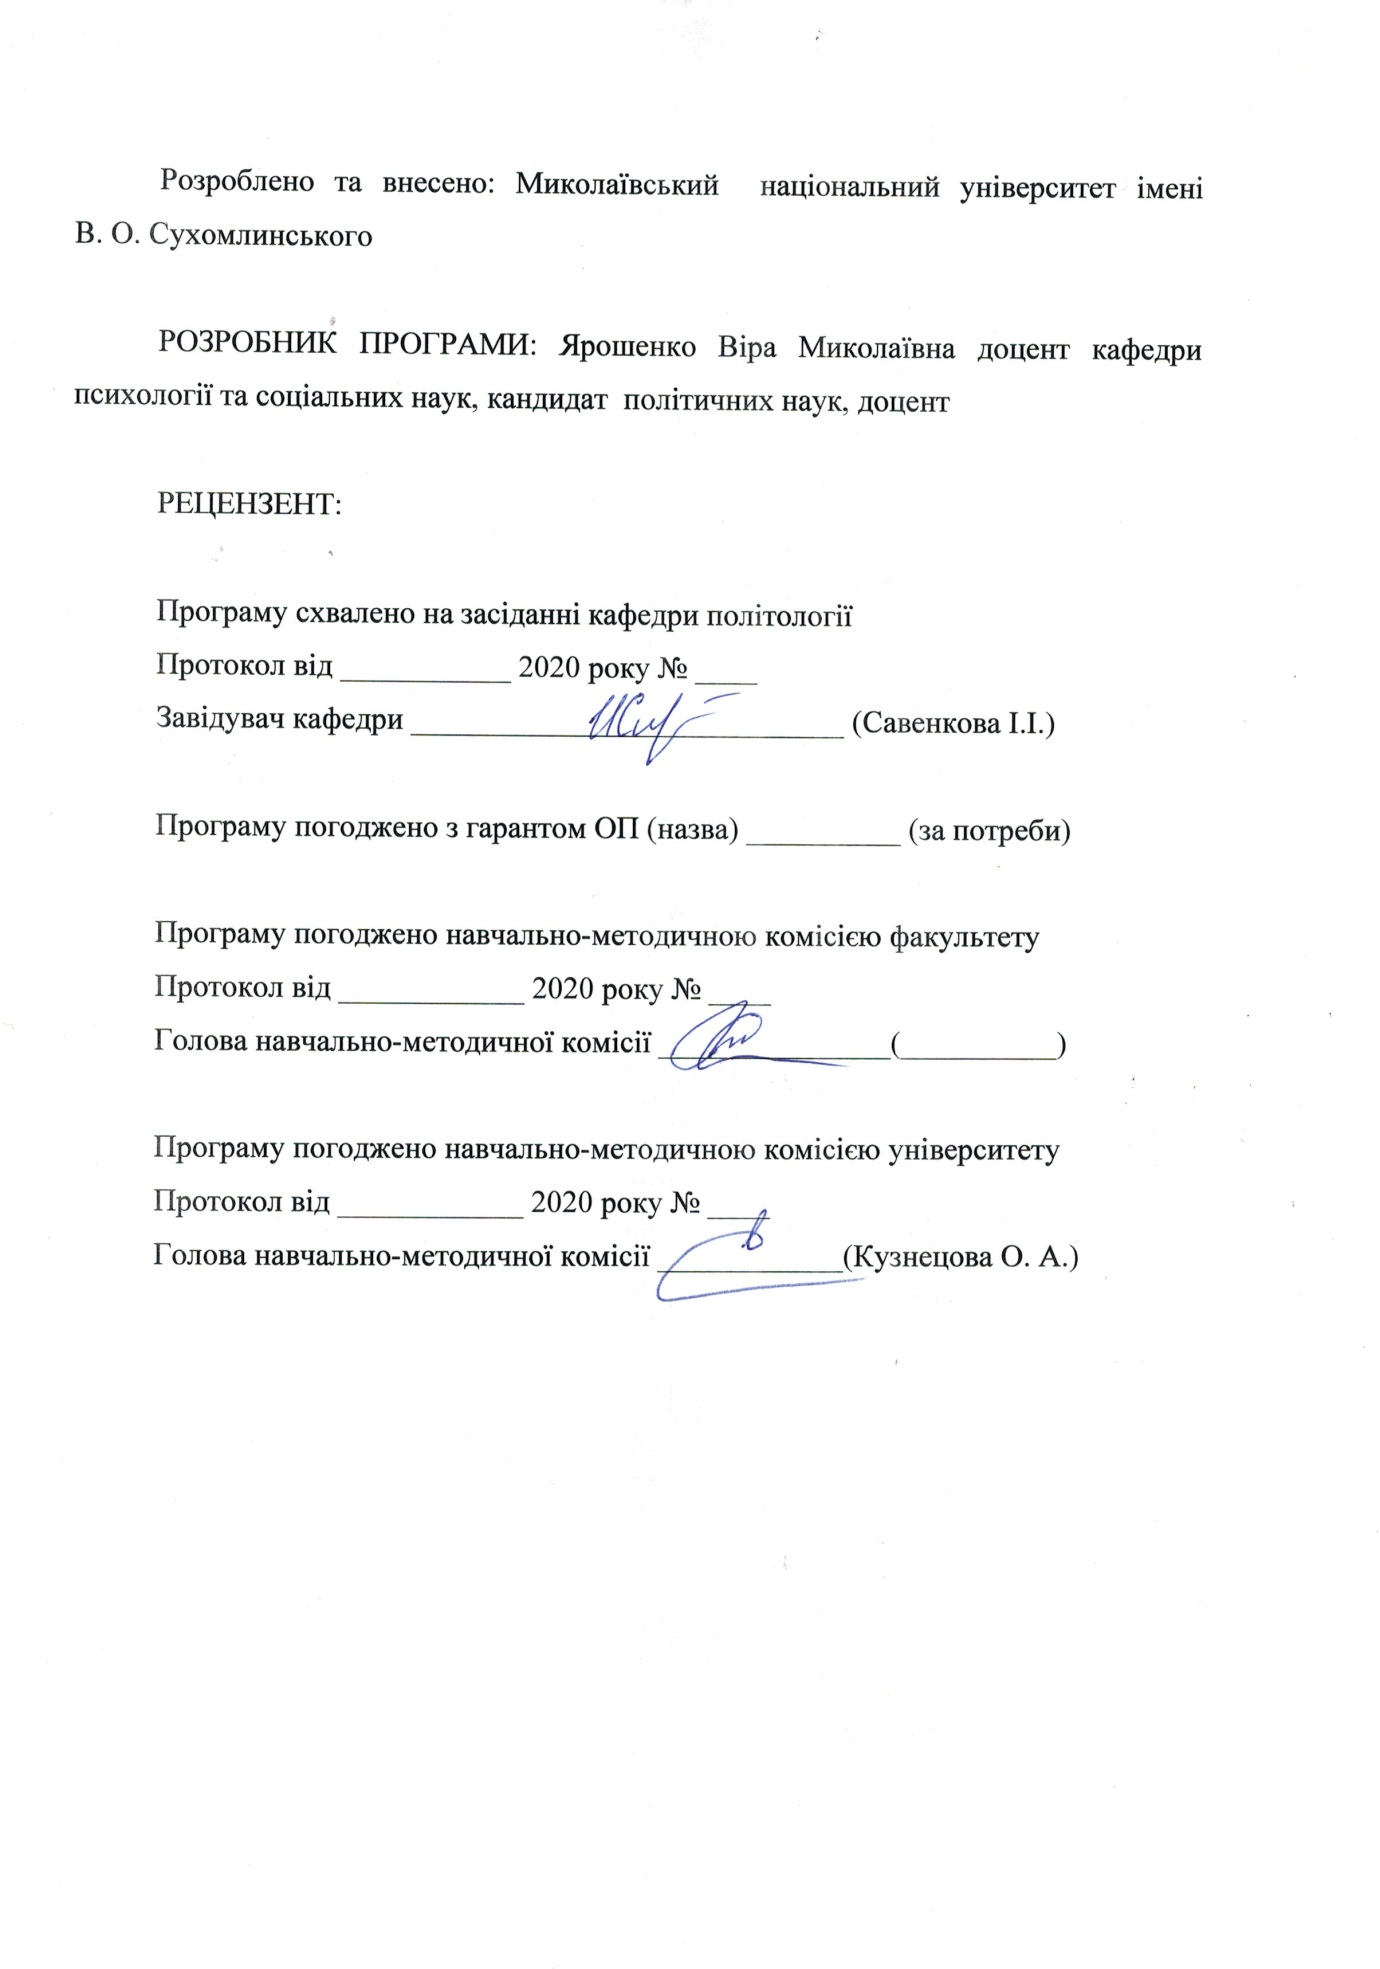 Розроблено та внесено: Миколаївський національний університет імені
В. О. Сухомлинського
РОЗРОБНИК ПРОГРАМИ: Ярошенко Віра Миколаївна доцент кафедри
психології та соціальних наук, кандидат політичних наук, доцент
РЕЦЕНЗЕНТ:
Програму схвалено на засіданні кафедри політології
Протокол від ___________ 2020 року № ____
Завідувач кафедри ____________________________ (Савенкова І.І.)
Програму погоджено з гарантом ОП (назва) __________ (за потреби)
Програму погоджено навчально-методичною комісією факультету
Протокол від ____________ 2020 року № ____
Голова навчально-методичної комісії _______________(__________)
Програму погоджено навчально-методичною комісією університету
Протокол від ____________ 2020 року № ____
Голова навчально-методичної комісії ____________(Кузнецова О. А.)